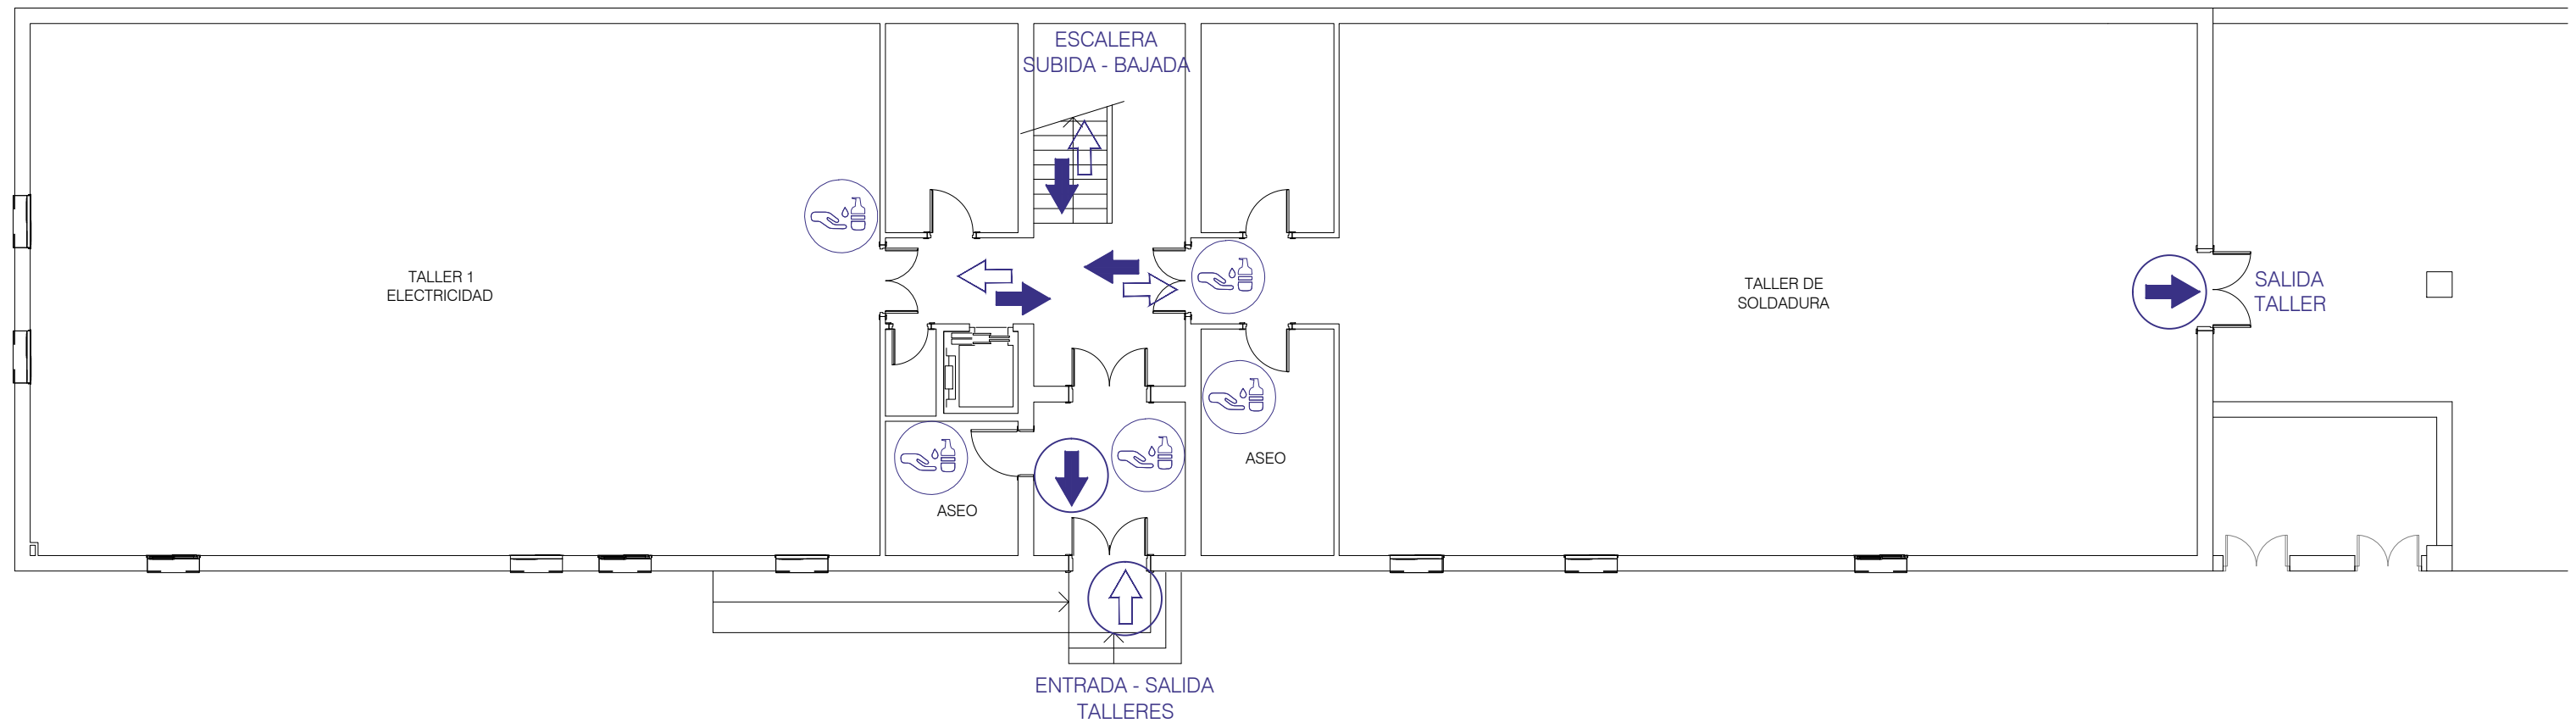 ESCALERA
SUBIDA - BAJADA
TALLER 1
ELECTRICIDAD
TALLER DE
SOLDADURA
SALIDA
TALLER
ASEO
ASEO
ENTRADA - SALIDA
TALLERES